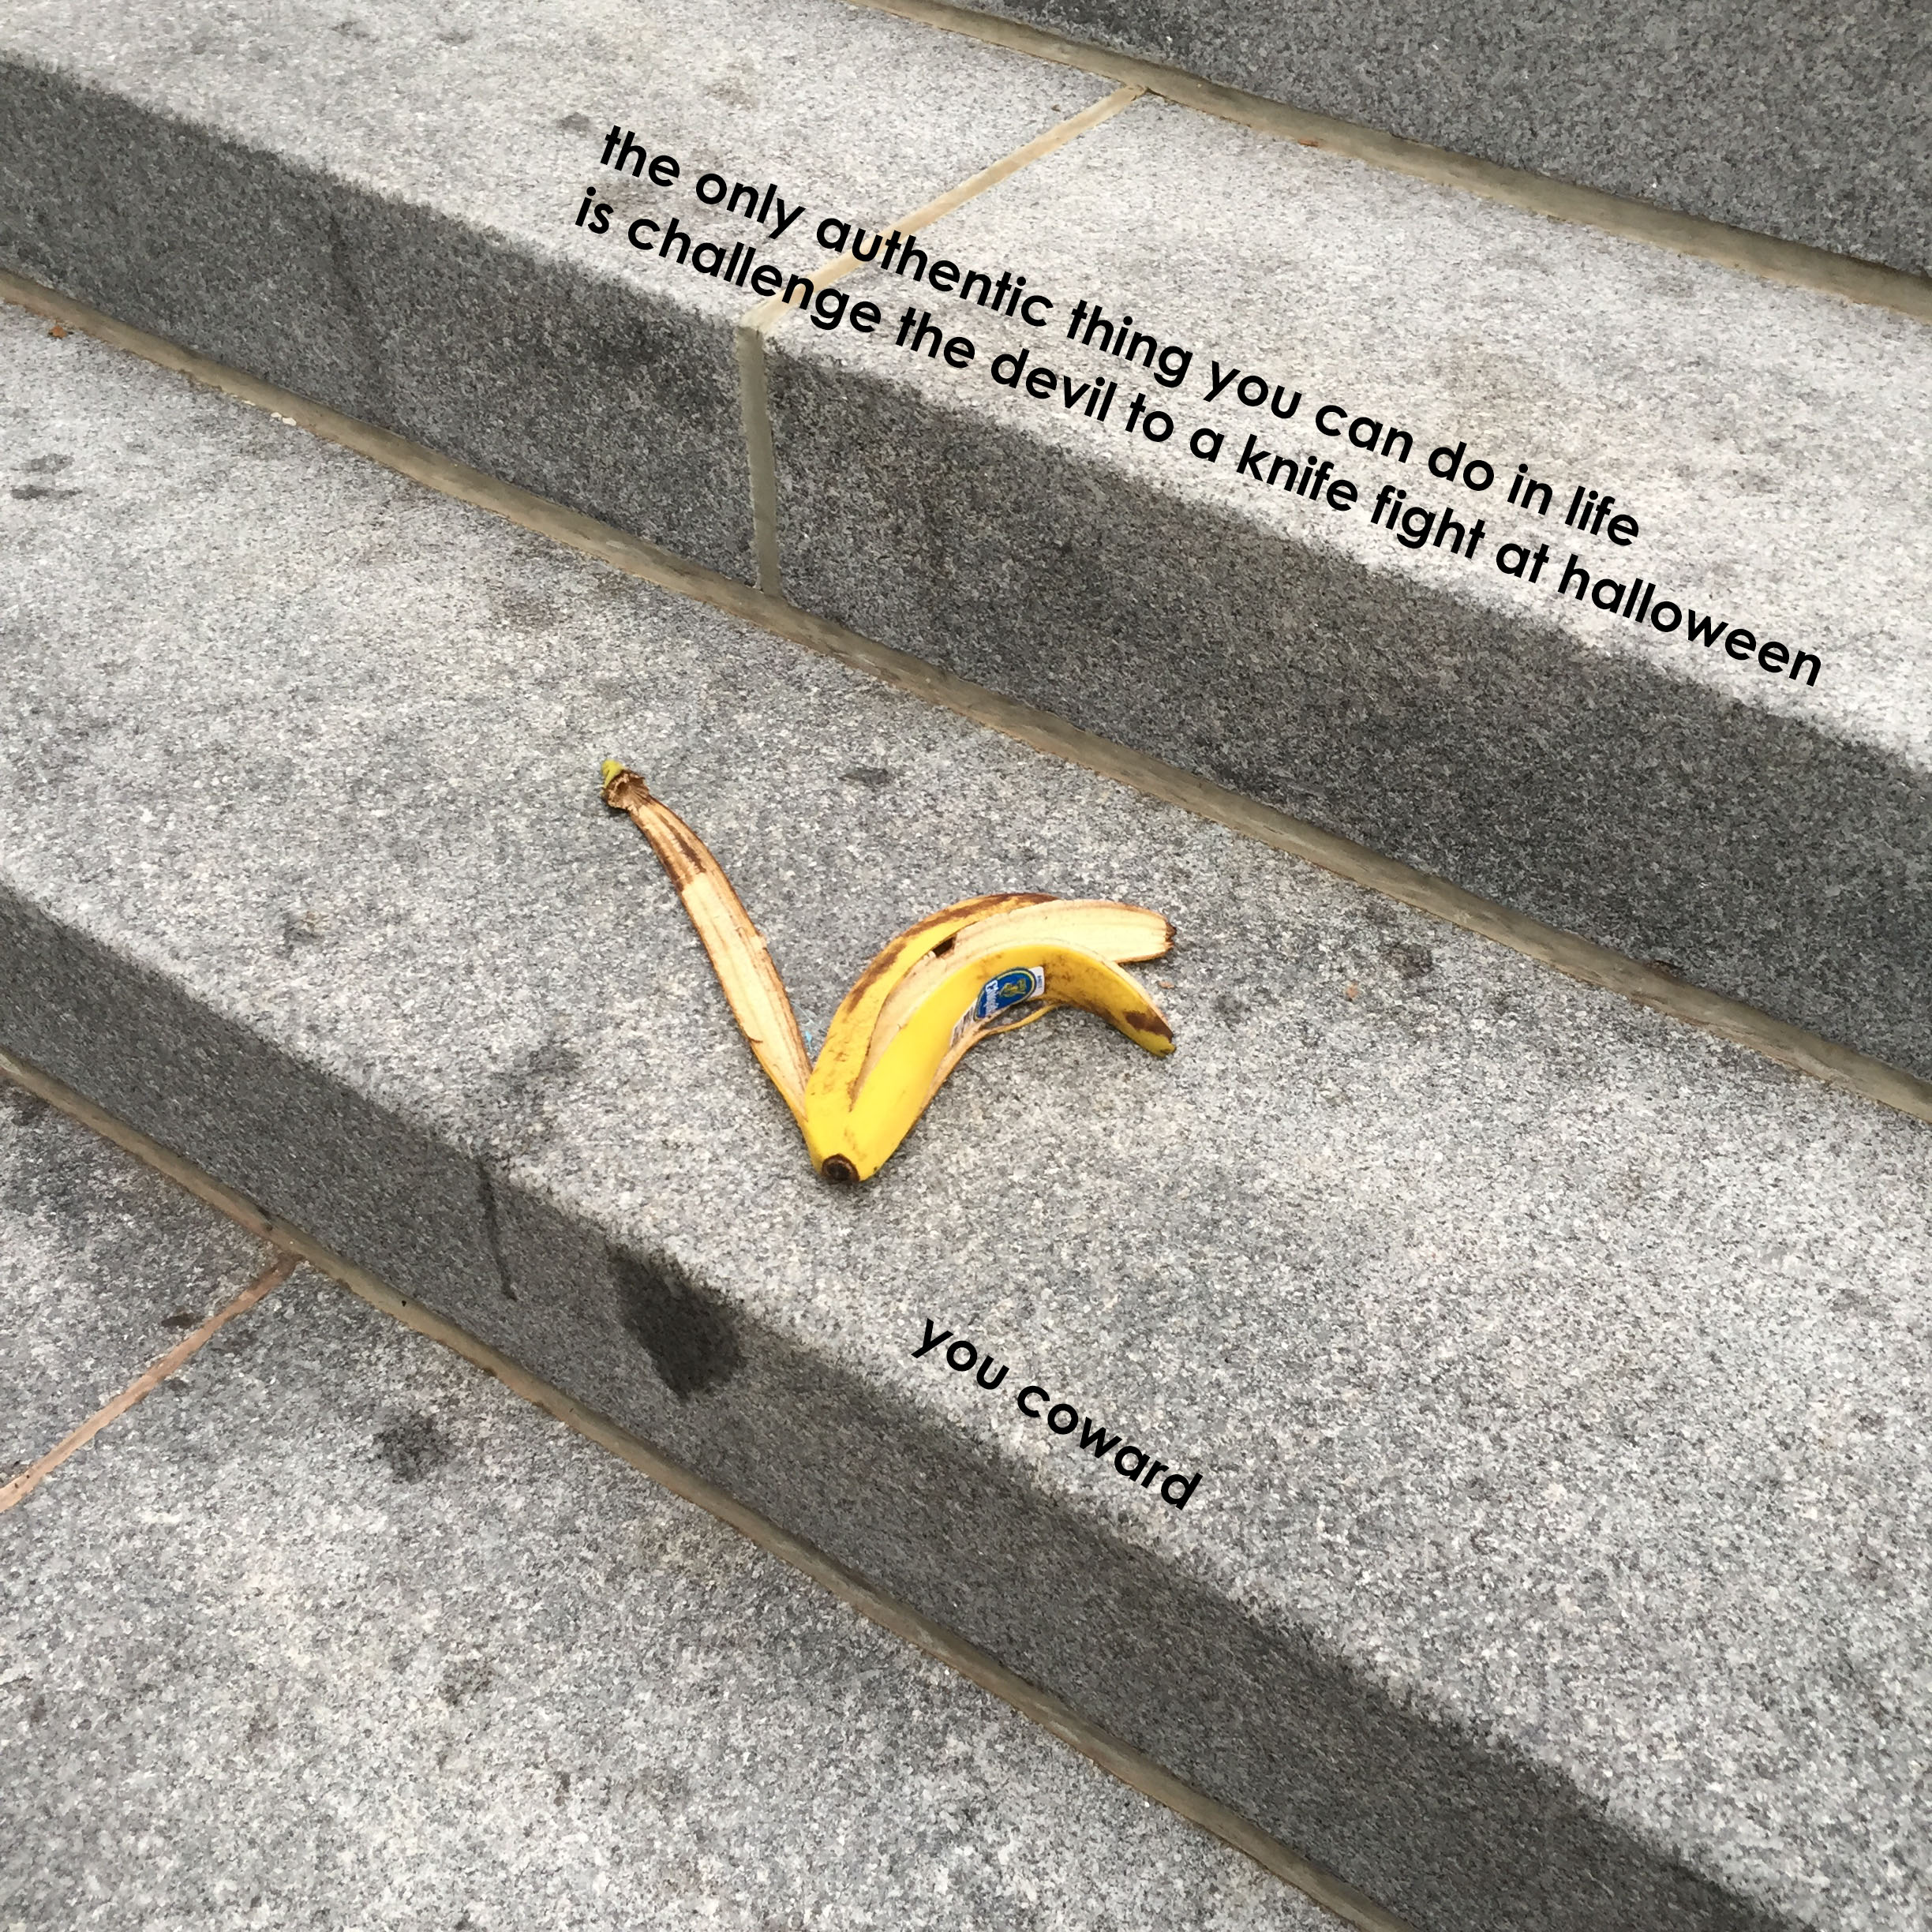 the only authentic thing you can do in life
is challenge the devil to a knife fight at halloween
Chiquita
you coward